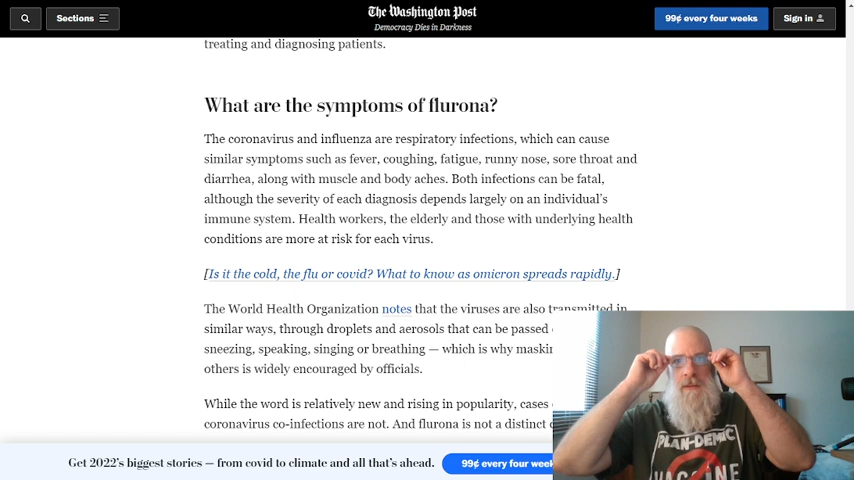 Sections
The Washington Post
Democracy Dies in Darkness
99¢ every four weeks
Sign in
treating and diagnosing patients.
What are the symptoms of flurona?
The coronavirus and influenza are respiratory infections, which can cause
similar symptoms such as fever, coughing, fatigue, runny nose, sore throat and
diarrhea, along with muscle and body aches. Both infections can be fatal,
although the severity of each diagnosis depends largely on an individual’s
immune system. Health workers, the elderly and those with underlying health
conditions are more at risk for each virus.
[Is it the cold, the flu or covid? What to know as omicron spreads rapidly.]
The World Health Organization notes that the viruses are also transmitted in
similar ways, through droplets and aerosols that can be passed
sneezing, speaking, singing or breathing — which is why
others is widely encouraged by officials.
While the word is relatively new and rising in popularity, cases
coronavirus co-infections are not. And flurona is not a distinct
Get 2022’s biggest stories — from covid to climate and all that’s ahead.
99¢ every four
PLAN-DEMIC
VACCINE